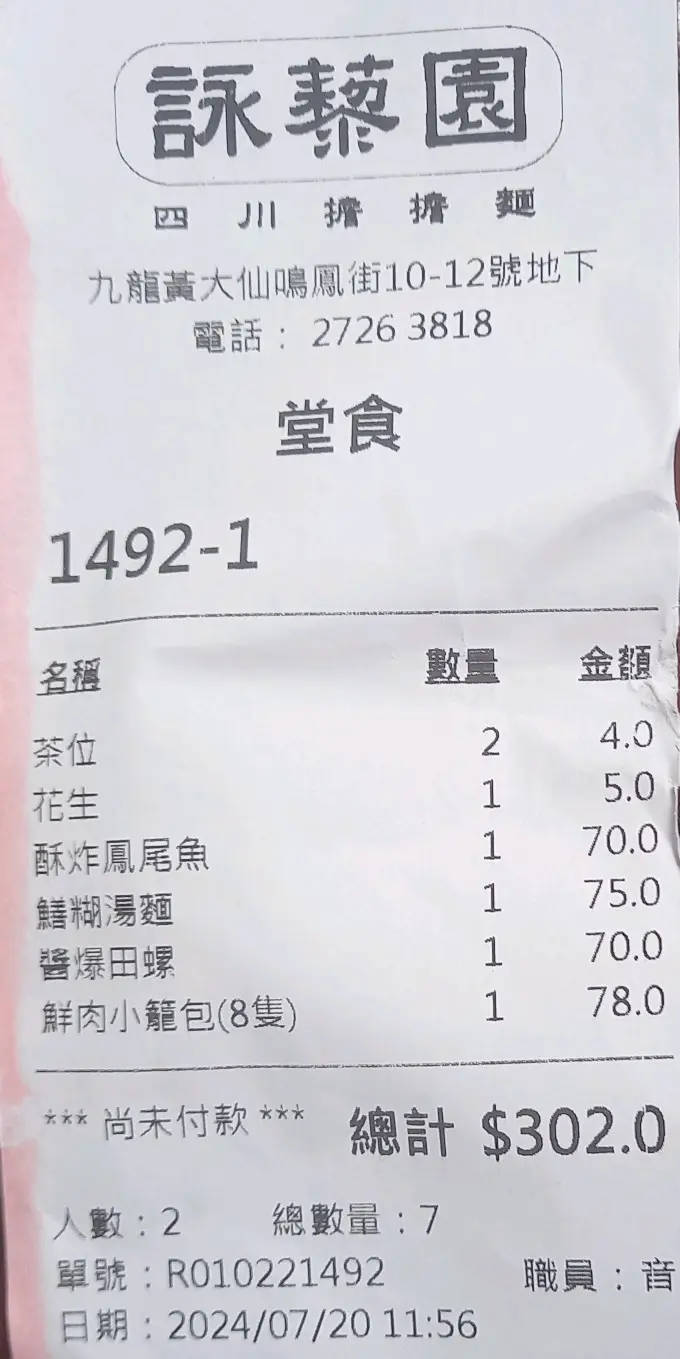 詠藜園
四川擔擔麵
九龍黃大仙鳴鳳街10-12號地下
電話： 2726 3818
堂食
1492-1
名稱 數量 金額
茶位 2 4.0
花生 1 5.0
酥炸鳳尾魚 1 70.0
鱔糊湯麵 1 75.0
醬爆田螺 1 70.0
鮮肉小籠包(8隻) 1 78.0
*** 尚未付款 *** 總計 $302.0
人數：2 總數量：7
單號：R010221492 職員：音
日期：2024/07/20 11:56